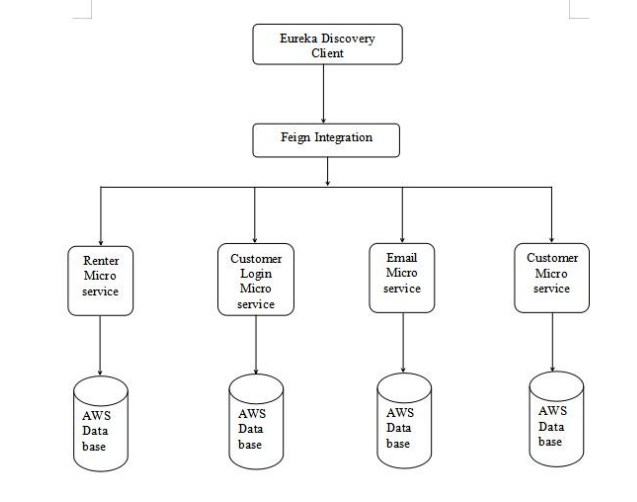 Eureka Discovery
Client
Feign Integration
Renter
Micro
service
Customer
Login
Micro
service
Email
Micro
service
Customer
Micro
service
AWS
Data
base
AWS
Data
base
AWS
Data
base
AWS
Data
base